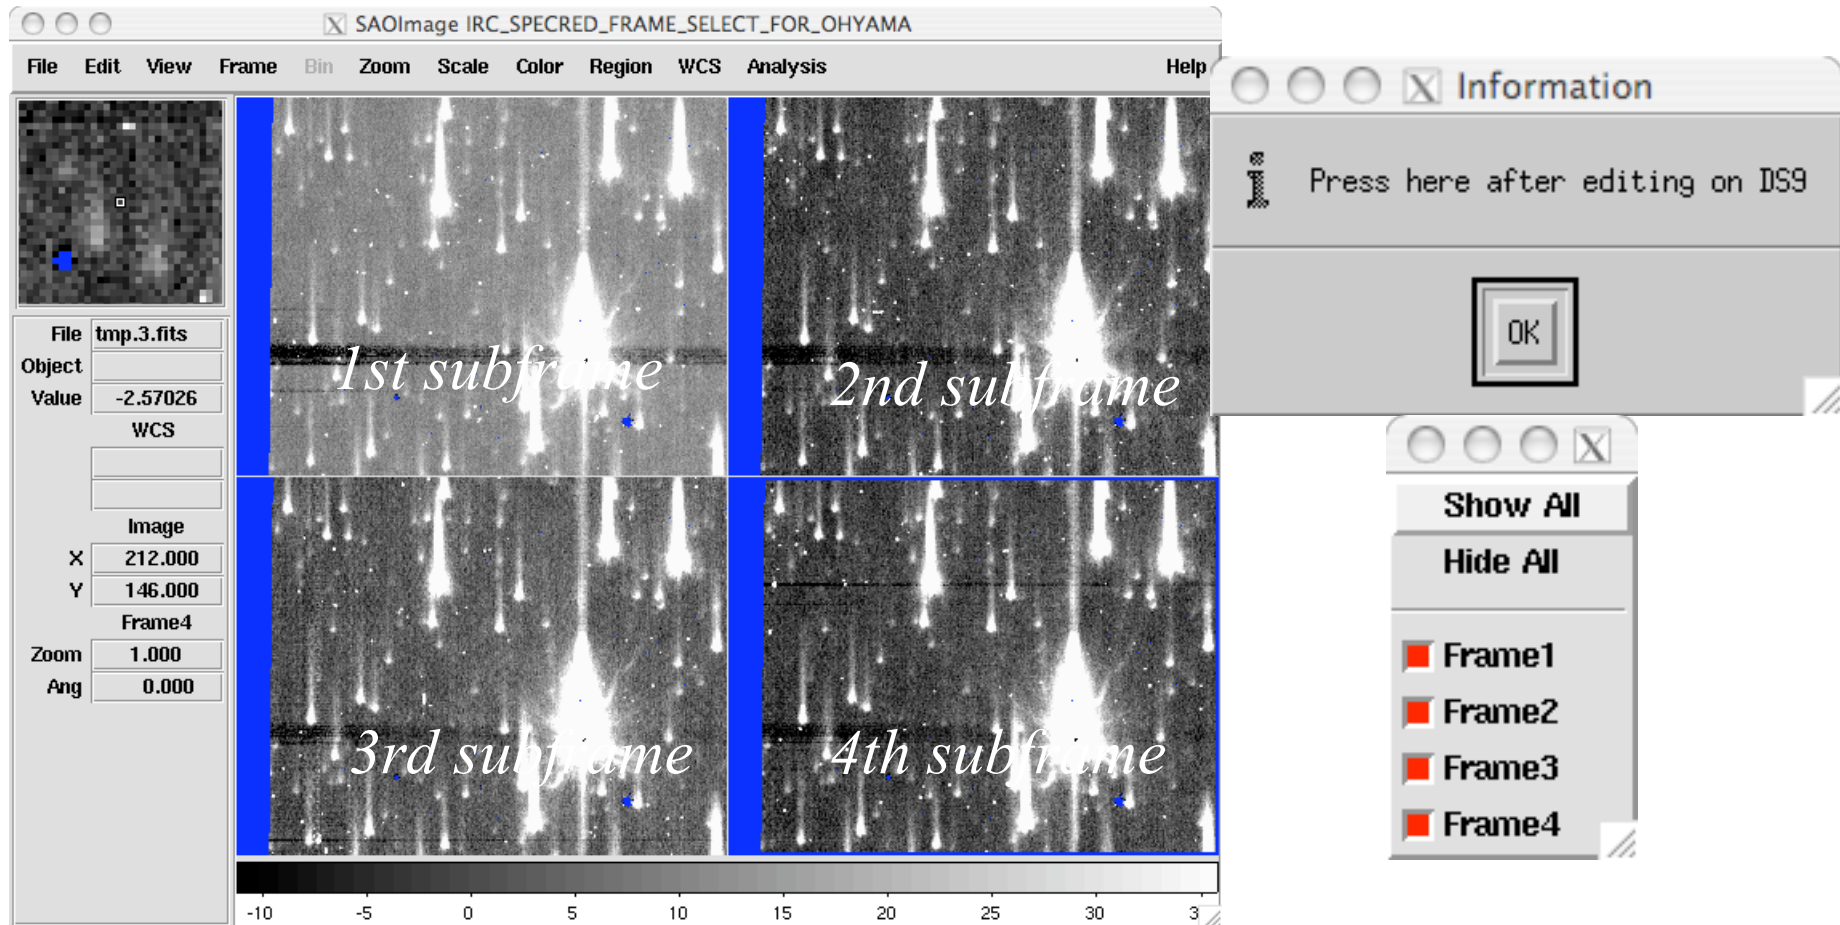 SAOImage IRC_SPECRED_FRAME_SELECT_FOR_OHYAMA
File Edit View Frame Bin Zoom Scale Color Region WCS Analysis Help
File tmp.3.fits
Object
Value -2.57026
WCS
Image
X 212.000
Y 146.000
Frame4
Zoom 1.000
Ang 0.000
1st subframe
2nd subframe
3rd subframe
4th subframe
-10 -5 0 5 10 15 20 25 30
Information
Press here after editing on DS9
OK
Show All
Hide All
Frame1
Frame2
Frame3
Frame4